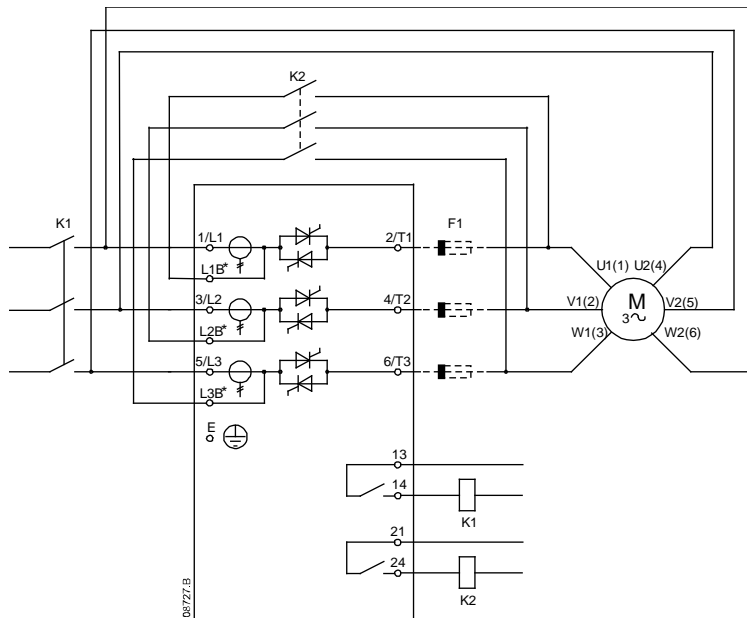 K2
K1
F1
1/L1
2/T1
L1B*
U1(1) U2(4)
3/L2
4/T2
V1(2)
M
3~
V2(5)
L2B*
W1(3)
W2(6)
5/L3
6/T3
L3B*
E
13
14
K1
21
24
K2
08727.B